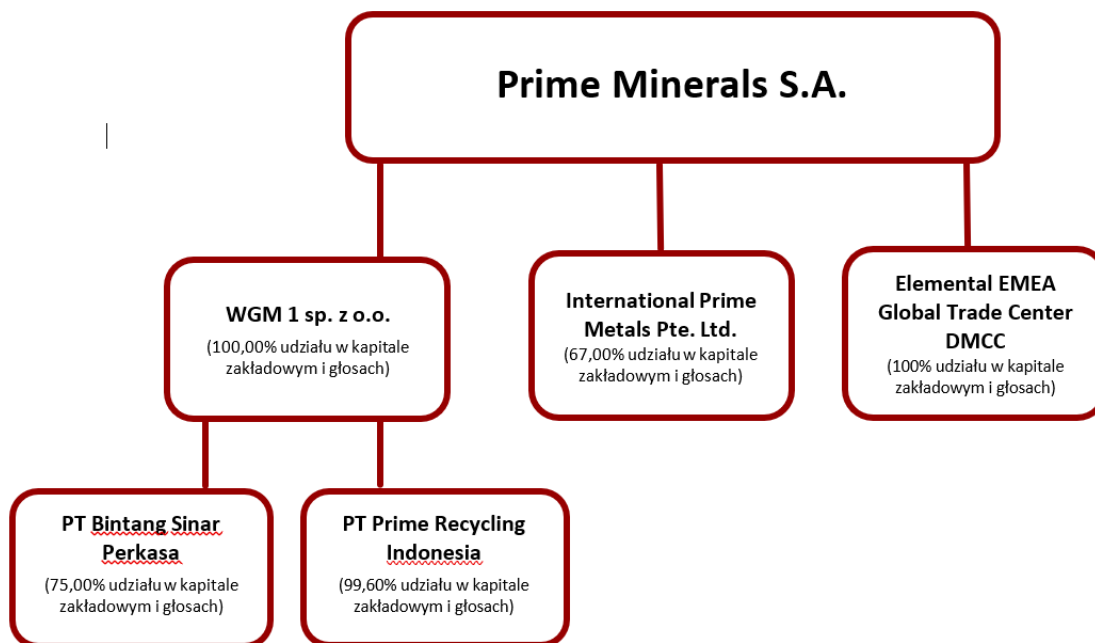 Prime Minerals S.A.
WGM 1 sp. z o.o.
(100,00% udziału w kapitale
zakładowym i głosach)
International Prime
Metals Pte. Ltd.
(67,00% udziału w kapitale
zakładowym i głosach)
Elemental EMEA
Global Trade Center
DMCC
(100% udziału w kapitale
zakładowym i głosach)
PT Bintang Sinar
Perkasa
(75,00% udziału w kapitale
zakładowym i głosach)
PT Prime Recycling
Indonesia
(99,60% udziału w kapitale
zakładowym i głosach)